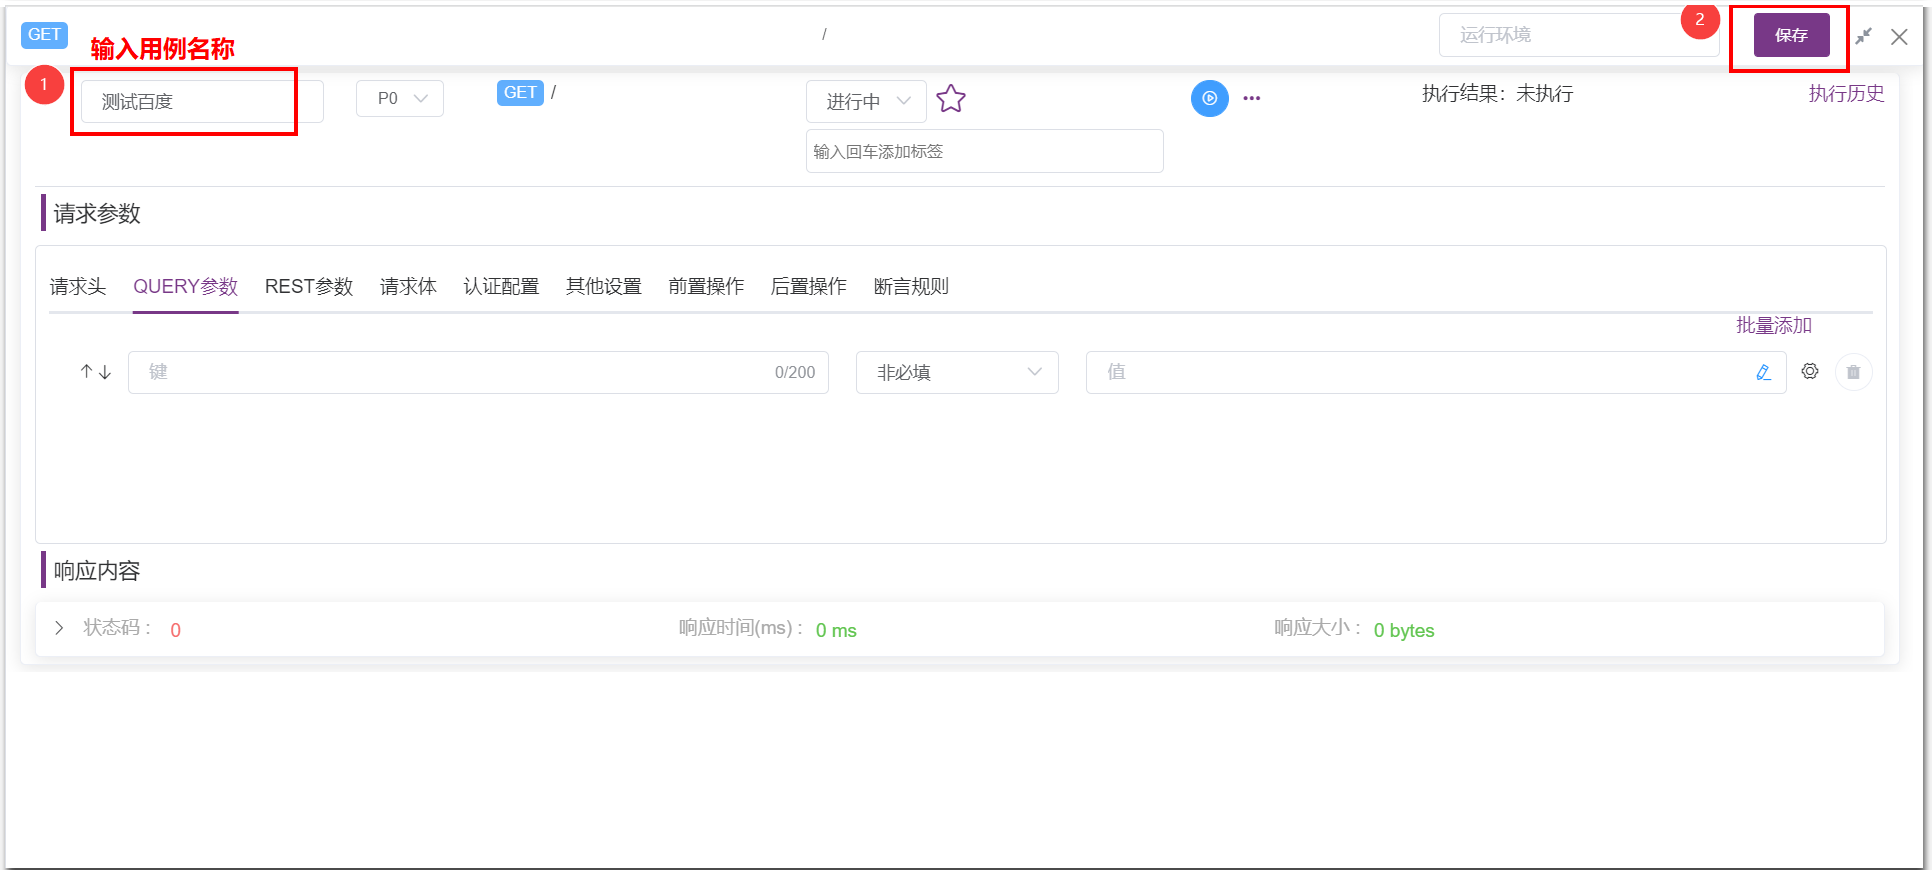 GET
输入用例名称
/
运行环境
2
保存
1
测试百度
P0
GET /
进行中
执行结果：未执行
执行历史
输入回车添加标签
请求参数
请求头 QUERY参数 REST参数 请求体 认证配置 其他设置 前置操作 后置操作 断言规则
批量添加
键 0/200 非必填 值
响应内容
状态码： 0 响应时间(ms)： 0 ms 响应大小： 0 bytes